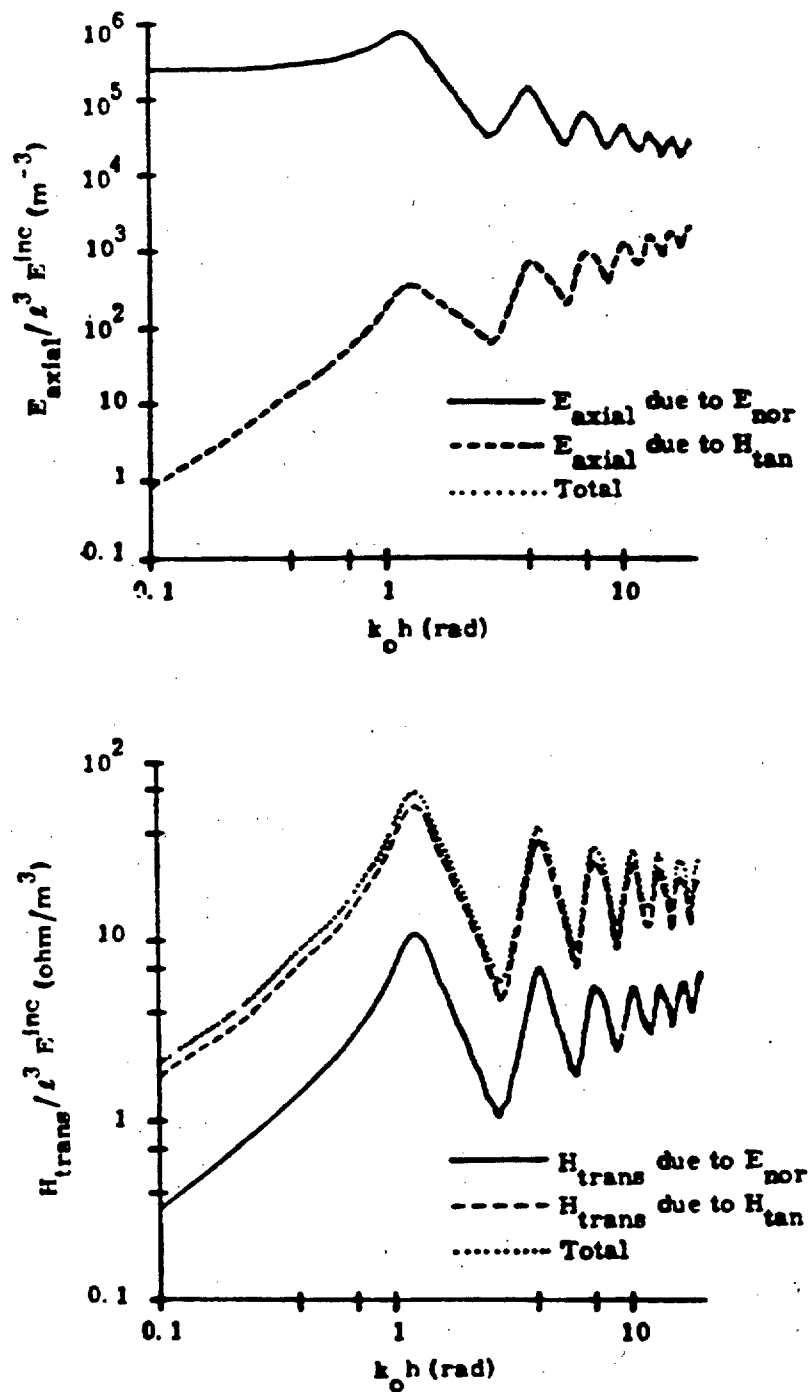 10^6
10^5
10^4
10^3
10^2
10
1
0.1
E_axial/ℓ^3 E^inc (m^-3)
E_axial due to E_nor
E_axial due to H_tan
Total
0.1 1 10
k_o h (rad)
10^2
10
1
0.1
H_trans/ℓ^3 E^inc (ohm/m^3)
H_trans due to E_nor
H_trans due to H_tan
Total
0.1 1 10
k_o h (rad)